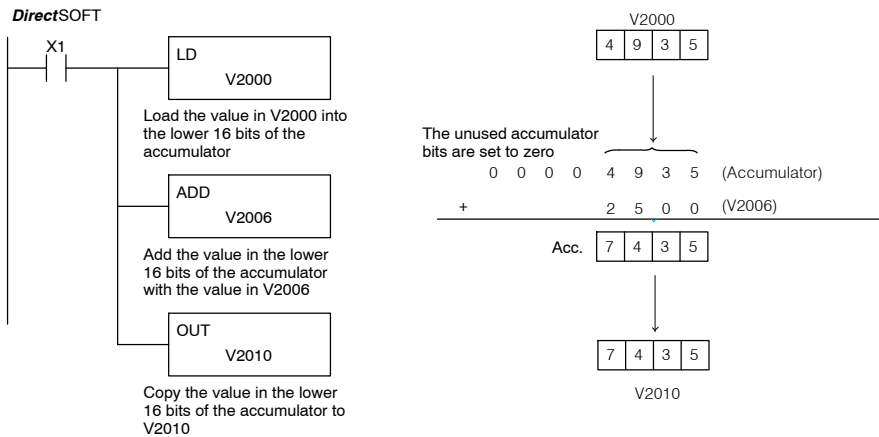 DirectSOFT
X1
LD
V2000
Load the value in V2000 into
the lower 16 bits of the
accumulator
ADD
V2006
Add the value in the lower
16 bits of the accumulator
with the value in V2006
OUT
V2010
Copy the value in the lower
16 bits of the accumulator to
V2010
V2000
4 9 3 5
The unused accumulator
bits are set to zero
0 0 0 0 4 9 3 5 (Accumulator)
+ 2 5 0 0 (V2006)
Acc. 7 4 3 5
7 4 3 5
V2010